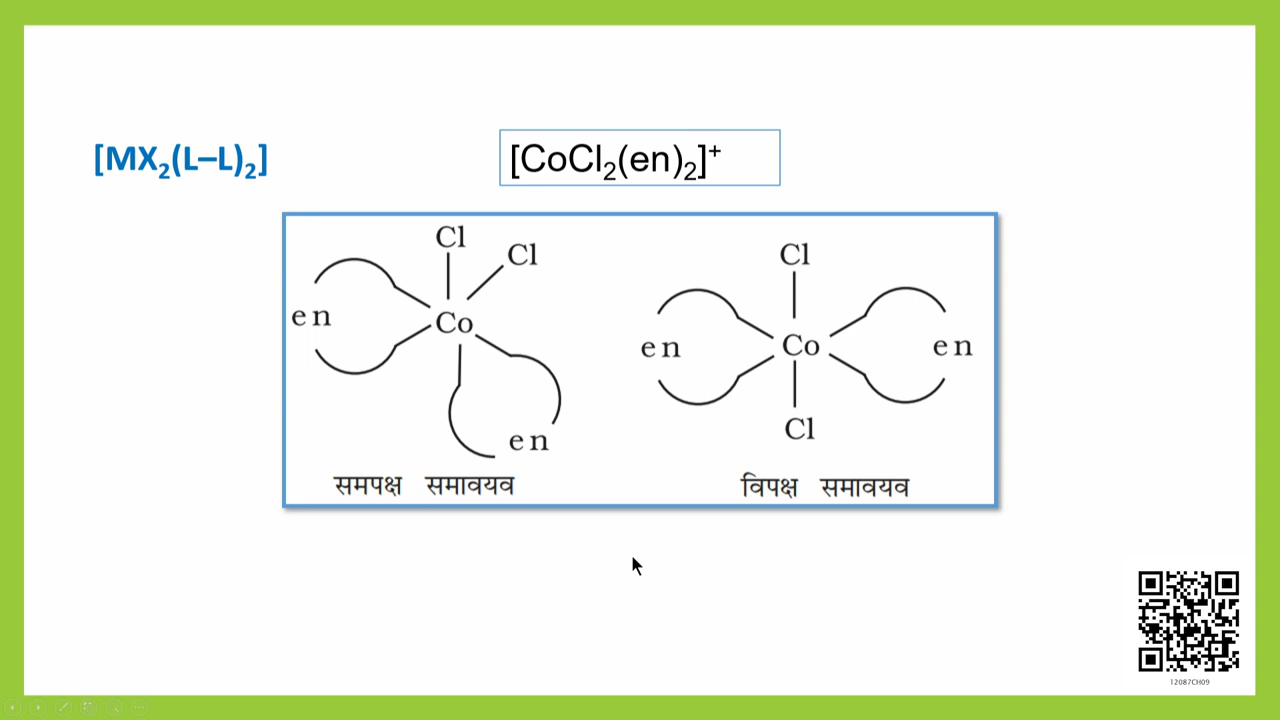 [MX₂(L–L)₂]
[CoCl₂(en)₂]⁺
Cl
Cl
en
Co
en
समपक्ष समावयव
Cl
en
Co
en
Cl
विपक्ष समावयव
12087CH09